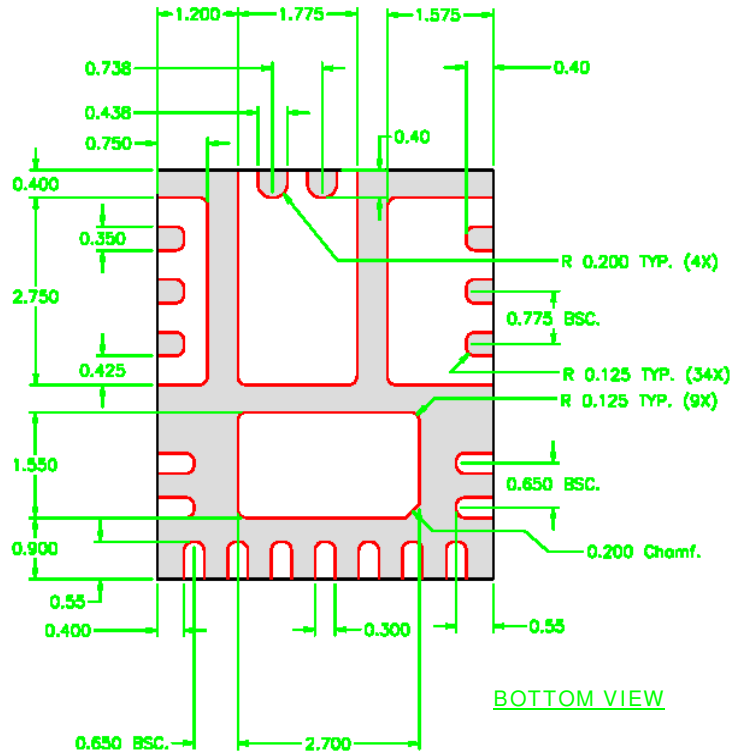 1.200 1.775 1.575
0.738 0.40
0.438
0.40
0.750
0.400
0.350
R 0.200 TYP. (4X)
2.750
0.775 BSC.
0.425
R 0.125 TYP. (34X)
R 0.125 TYP. (9X)
1.550
0.650 BSC.
0.900
0.200 Chamf.
0.55
0.400 0.300 0.55
BOTTOM VIEW
0.650 BSC. 2.700